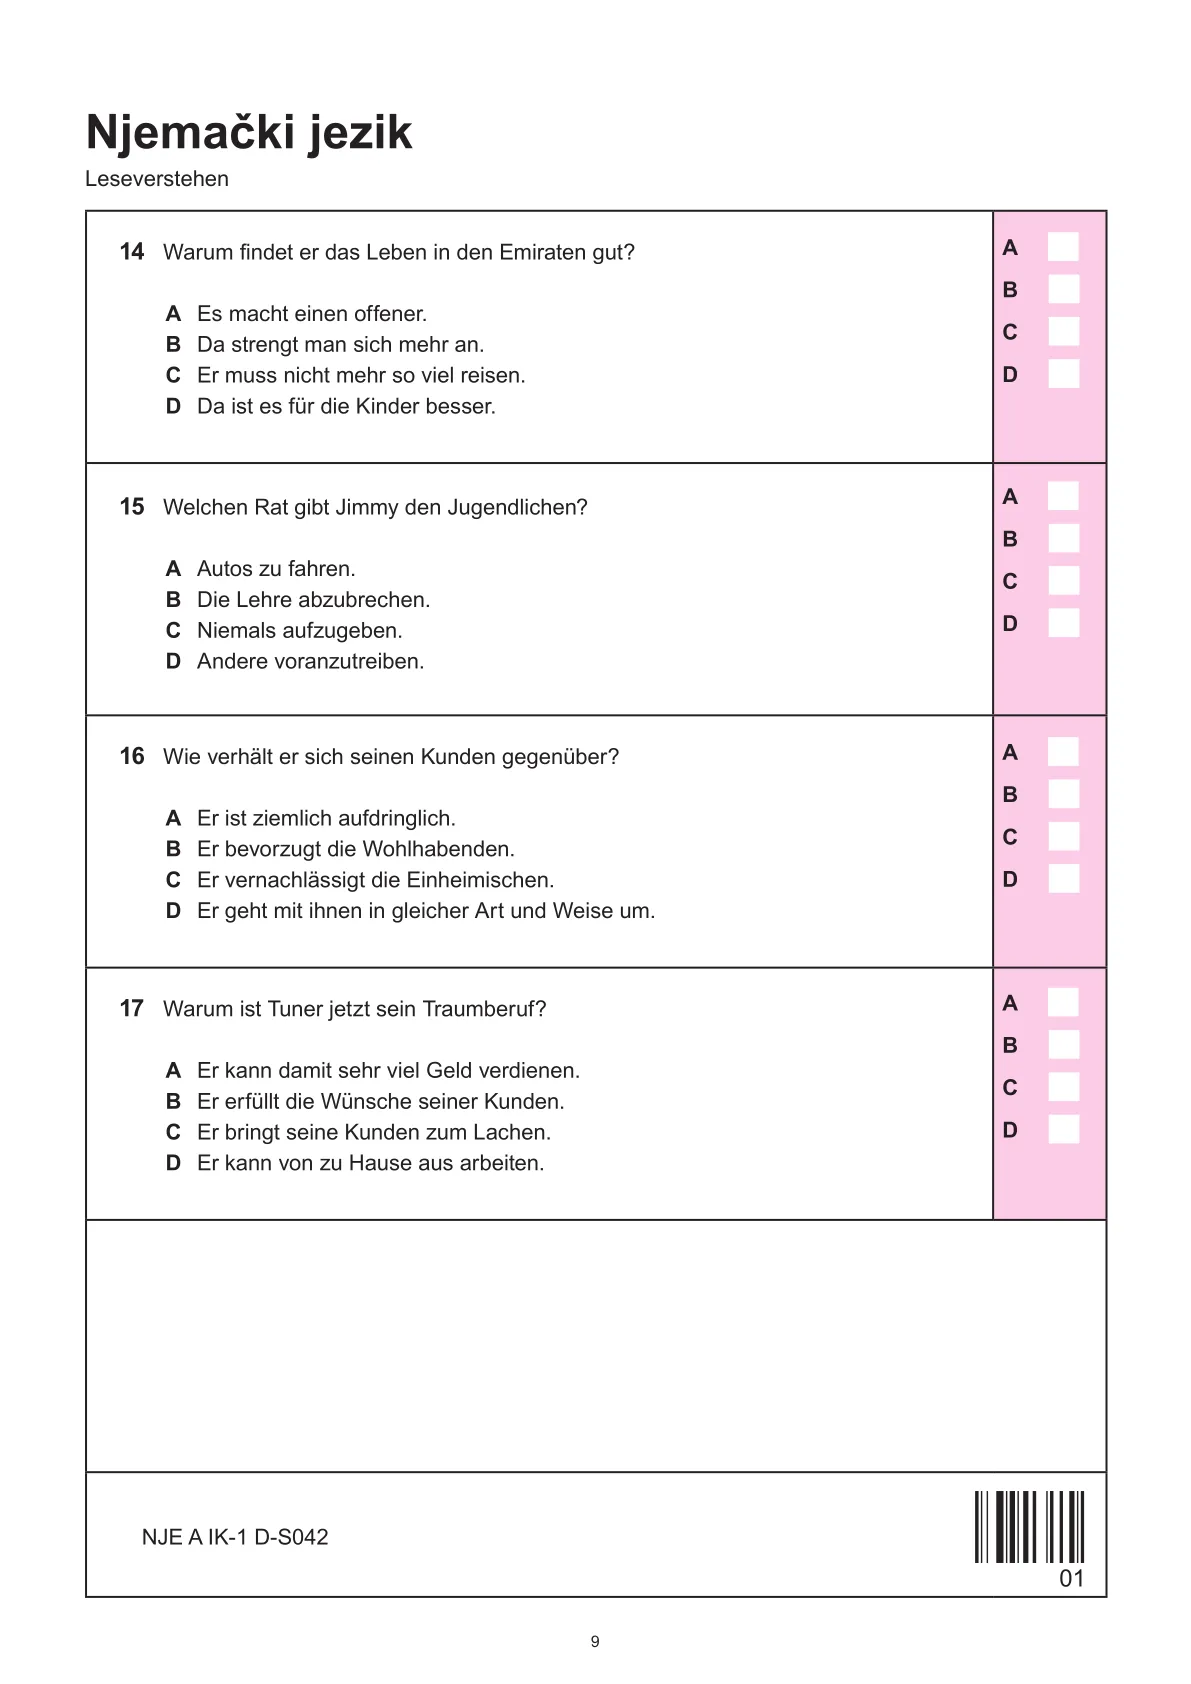 Njemački jezik
Leseverstehen
14 Warum findet er das Leben in den Emiraten gut?
A Es macht einen offener.
B Da strengt man sich mehr an.
C Er muss nicht mehr so viel reisen.
D Da ist es für die Kinder besser.
A
B
C
D
15 Welchen Rat gibt Jimmy den Jugendlichen?
A Autos zu fahren.
B Die Lehre abzubrechen.
C Niemals aufzugeben.
D Andere voranzutreiben.
A
B
C
D
16 Wie verhält er sich seinen Kunden gegenüber?
A Er ist ziemlich aufdringlich.
B Er bevorzugt die Wohlhabenden.
C Er vernachlässigt die Einheimischen.
D Er geht mit ihnen in gleicher Art und Weise um.
A
B
C
D
17 Warum ist Tuner jetzt sein Traumberuf?
A Er kann damit sehr viel Geld verdienen.
B Er erfüllt die Wünsche seiner Kunden.
C Er bringt seine Kunden zum Lachen.
D Er kann von zu Hause aus arbeiten.
A
B
C
D
NJE A IK-1 D-S042
01
9